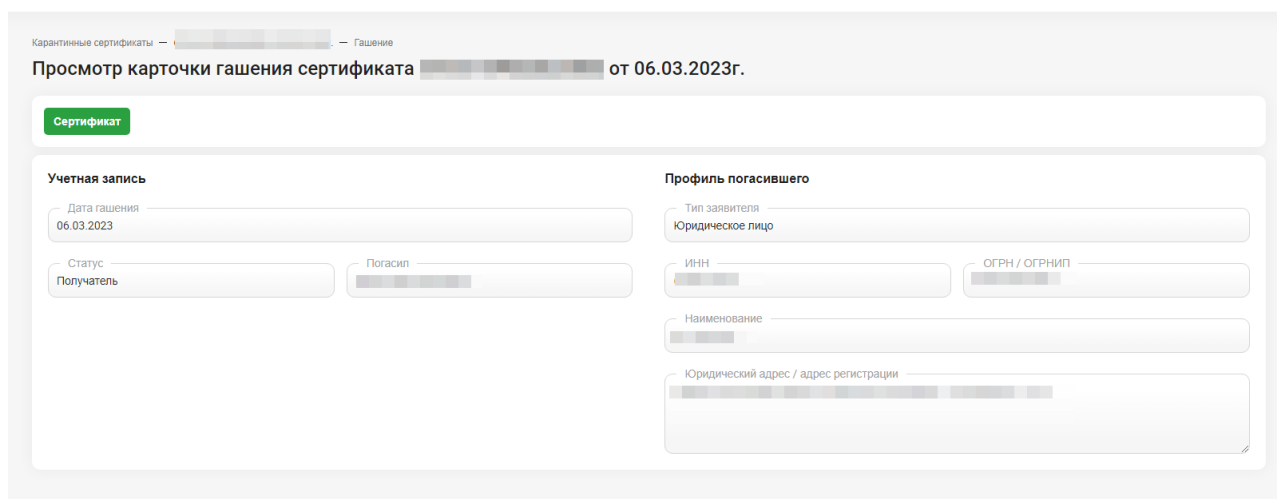 Карантинные сертификаты — — Гашение
Просмотр карточки гашения сертификата от 06.03.2023г.
Сертификат
Учетная запись
Дата гашения
06.03.2023
Статус
Получатель
Погасил
Профиль погасившего
Тип заявителя
Юридическое лицо
ИНН
ОГРН / ОГРНИП
Наименование
Юридический адрес / адрес регистрации